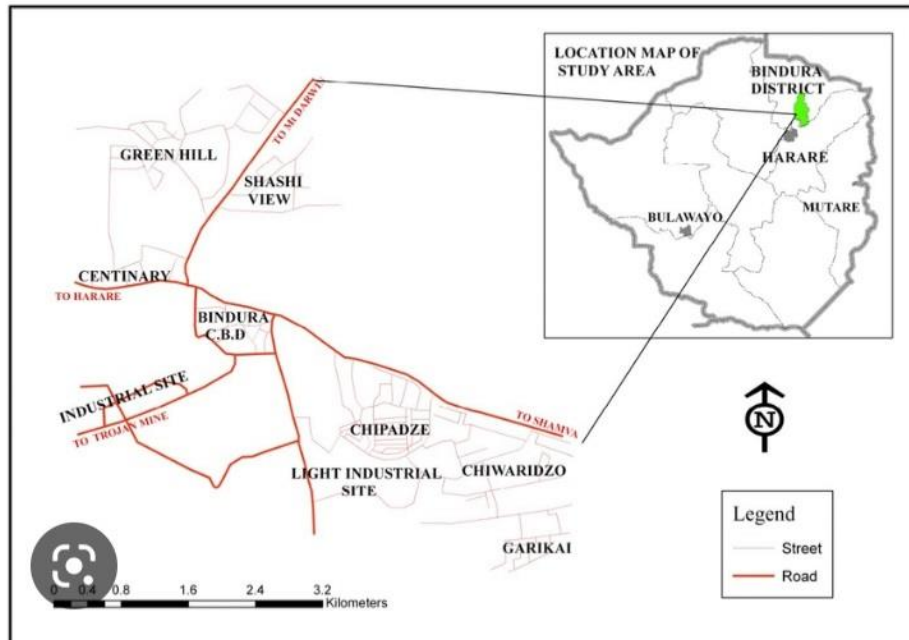 LOCATION MAP OF
STUDY AREA
BINDURA
DISTRICT
HARARE
MUTARE
BULAWAYO
TO Mt DARWIN
GREEN HILL
SHASHI
VIEW
CENTINARY
TO HARARE
BINDURA
C.B.D
INDUSTRIAL SITE
TO TROJAN MINE
TO SHAMVA
CHIPADZE
LIGHT INDUSTRIAL
SITE
CHIWARIDZO
GARIKAI
N
Legend
Street
Road
0 0.4 0.8 1.6 2.4 3.2
Kilometers